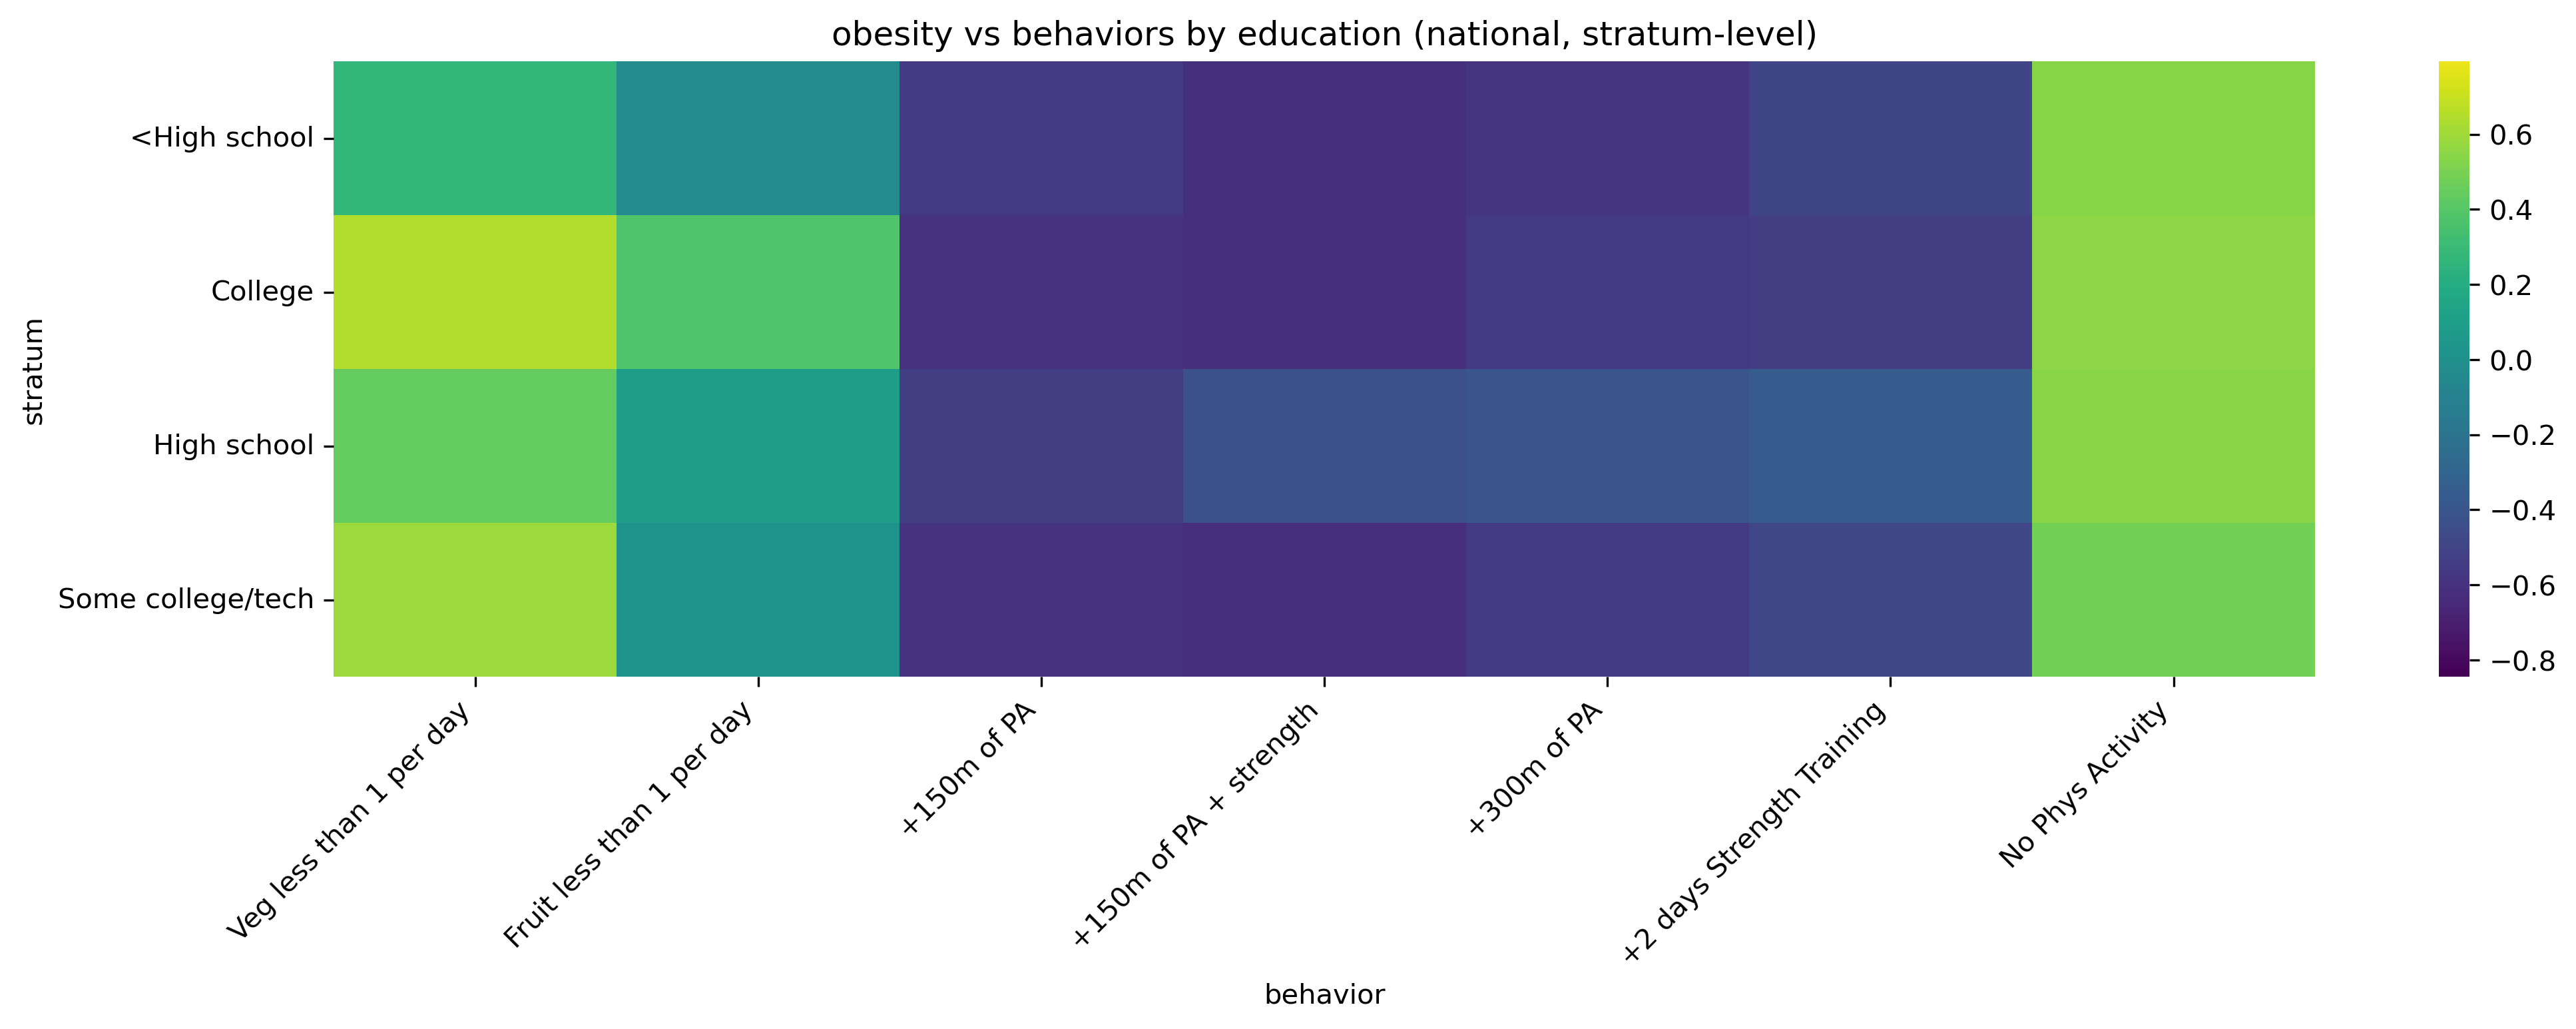 obesity vs behaviors by education (national, stratum-level)
stratum
<High school
College
High school
Some college/tech
Veg less than 1 per day
Fruit less than 1 per day
+150m of PA
+150m of PA + strength
+300m of PA
+2 days Strength Training
No Phys Activity
behavior
0.6
0.4
0.2
0.0
−0.2
−0.4
−0.6
−0.8